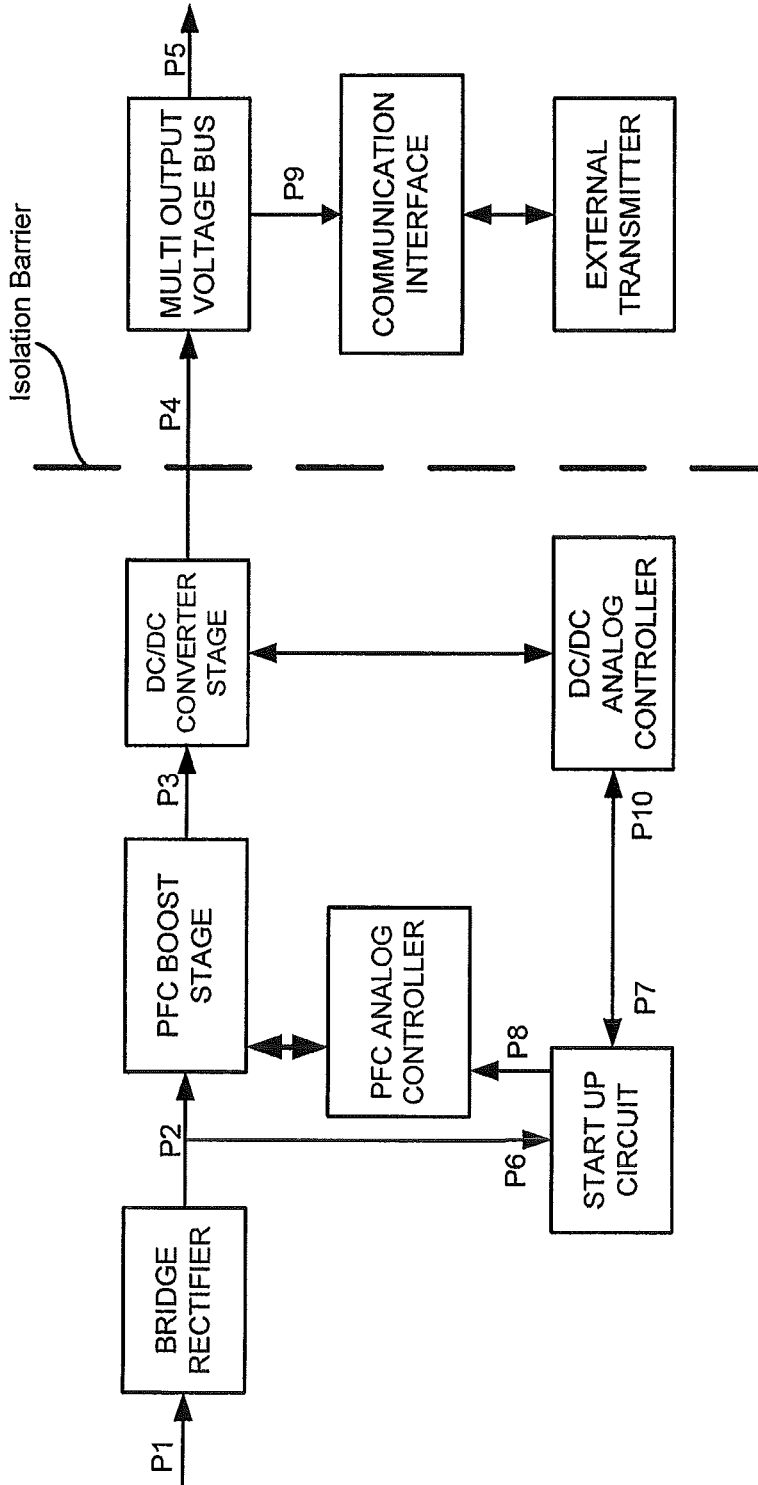 Isolation Barrier
P1
BRIDGE
RECTIFIER
P2
PFC BOOST
STAGE
P3
DC/DC
CONVERTER
STAGE
P4
MULTI OUTPUT
VOLTAGE BUS
P5
P6
PFC ANALOG
CONTROLLER
P8
P9
COMMUNICATION
INTERFACE
START UP
CIRCUIT
P7
P10
DC/DC
ANALOG
CONTROLLER
EXTERNAL
TRANSMITTER